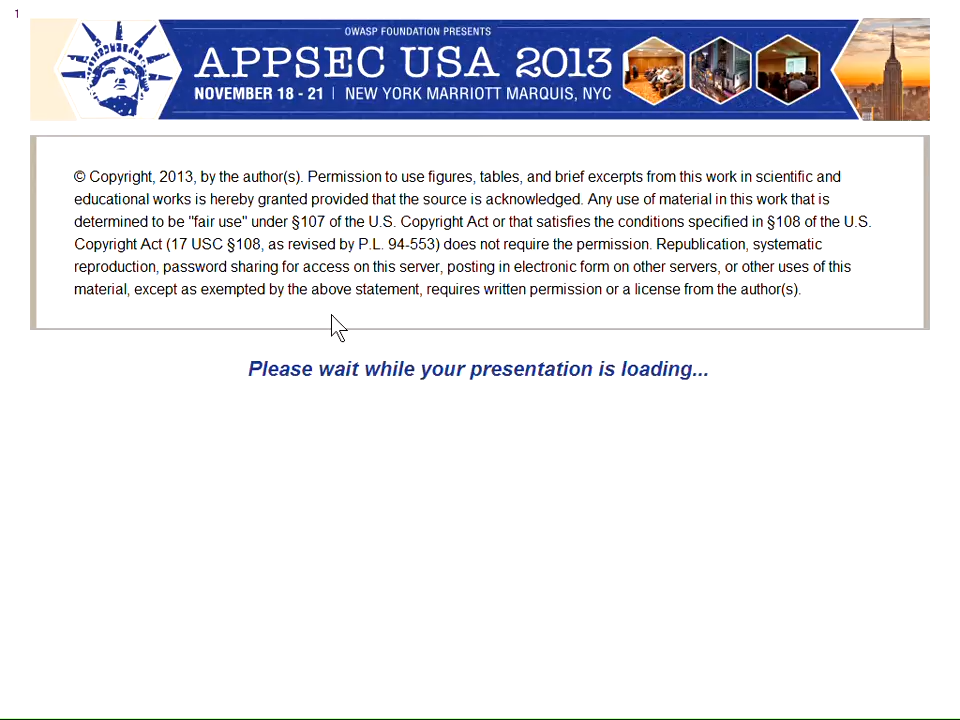 1
OWASP FOUNDATION PRESENTS
APPSEC USA 2013
NOVEMBER 18 - 21 | NEW YORK MARRIOTT MARQUIS, NYC
© Copyright, 2013, by the author(s). Permission to use figures, tables, and brief excerpts from this work in scientific and
educational works is hereby granted provided that the source is acknowledged. Any use of material in this work that is
determined to be "fair use" under §107 of the U.S. Copyright Act or that satisfies the conditions specified in §108 of the U.S.
Copyright Act (17 USC §108, as revised by P.L. 94-553) does not require the permission. Republication, systematic
reproduction, password sharing for access on this server, posting in electronic form on other servers, or other uses of this
material, except as exempted by the above statement, requires written permission or a license from the author(s).
Please wait while your presentation is loading...